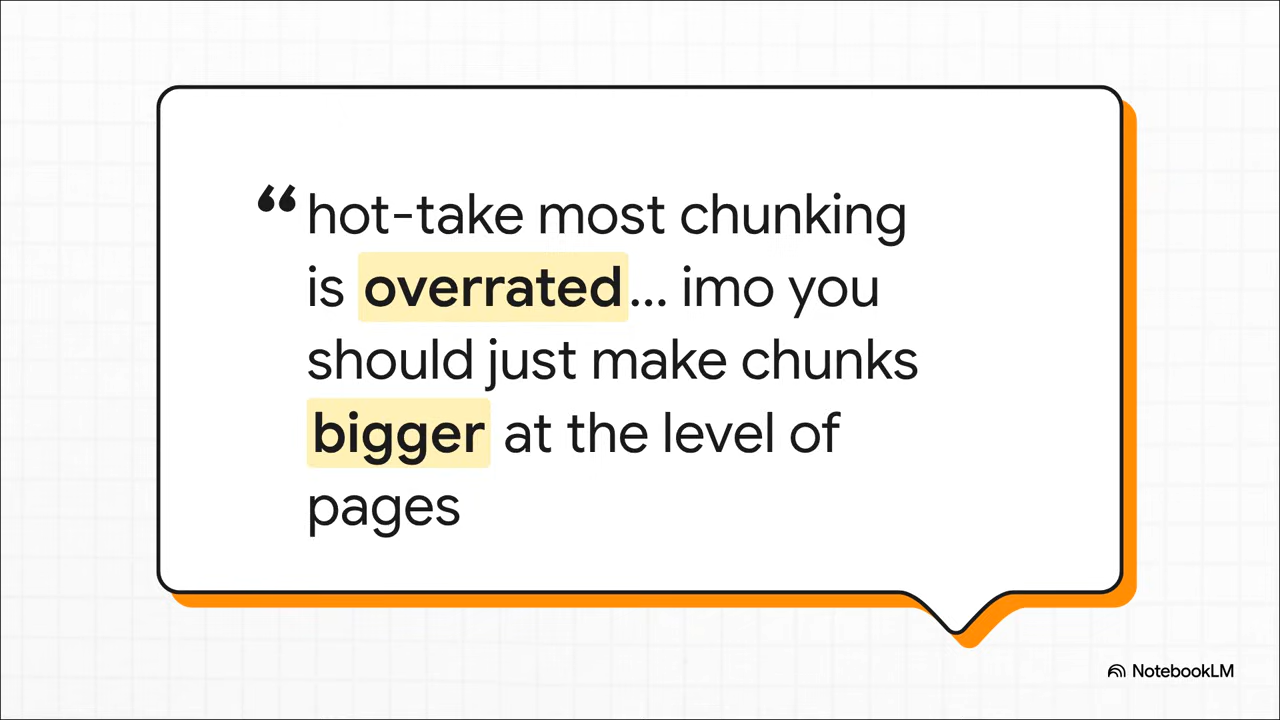 “hot-take most chunking
is overrated... imo you
should just make chunks
bigger at the level of
pages
NotebookLM